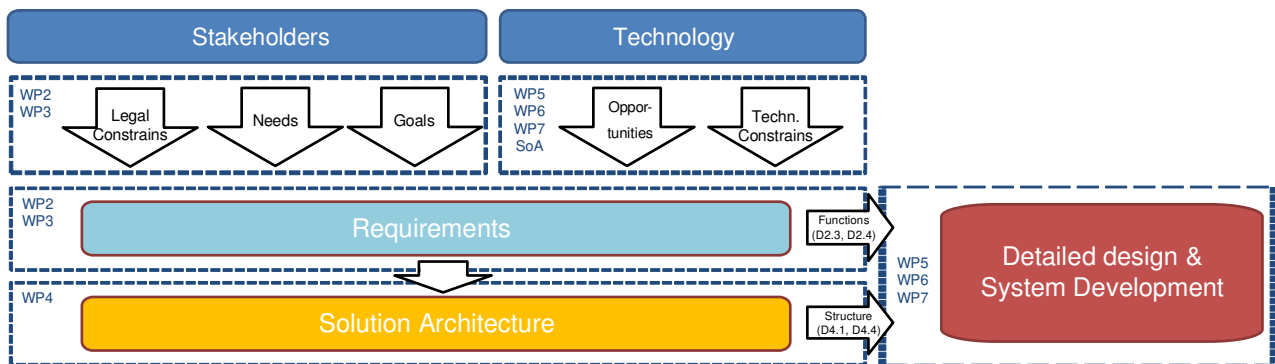 Stakeholders
Technology
WP2
WP3
Legal
Constrains
Needs
Goals
WP5
WP6
WP7
SoA
Oppor-
tunities
Techn.
Constrains
WP2
WP3
Requirements
Functions
(D2.3, D2.4)
WP4
Solution Architecture
Structure
(D4.1, D4.4)
WP5
WP6
WP7
Detailed design &
System Development